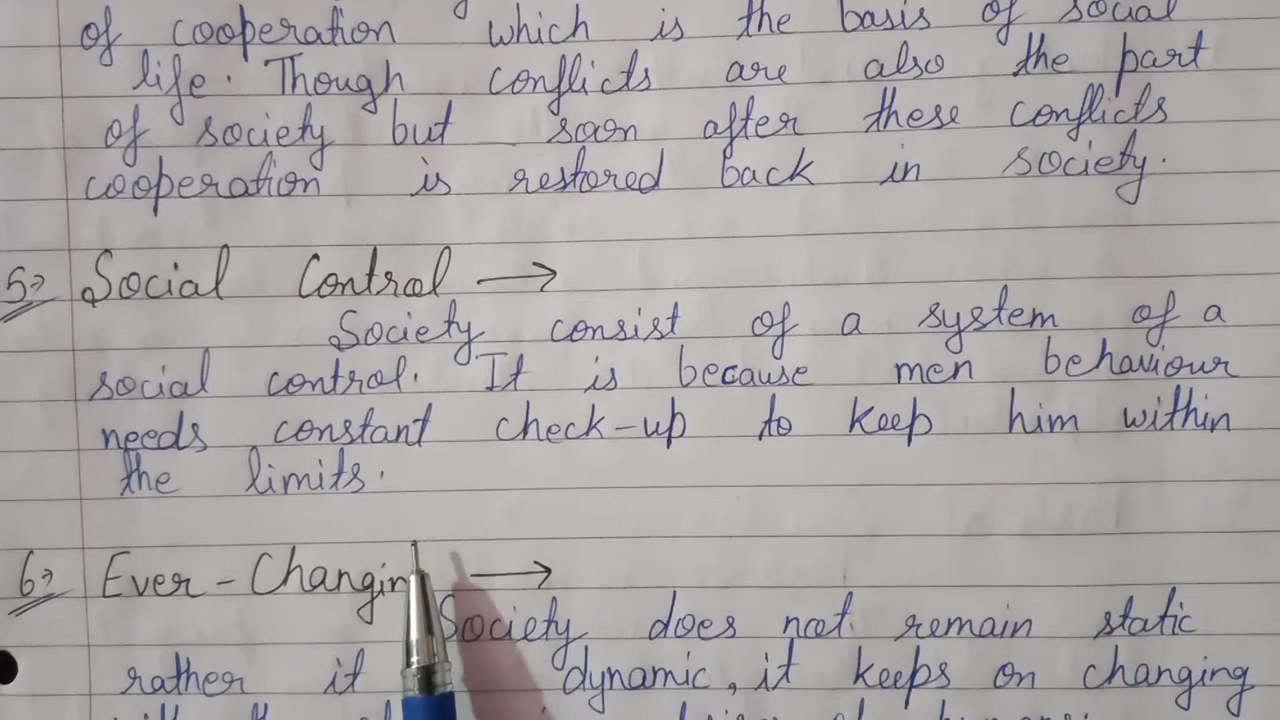 of cooperation which is the basis of social
life. Though conflicts are also the part
of society but soon after these conflicts
cooperation is restored back in society.
5→ Social Control →
Society consist of a system of a
social control. It is because men behaviour
needs constant check-up to keep him within
the limits.
6→ Ever-Changin →
Society does not remain static
rather it dynamic, it keeps on changing